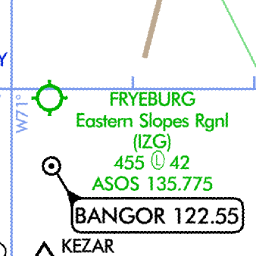 Y
W71°
FRYEBURG
Eastern Slopes Rgnl
(IZG)
455 Ⓛ 42
ASOS 135.775
BANGOR 122.55
KEZAR